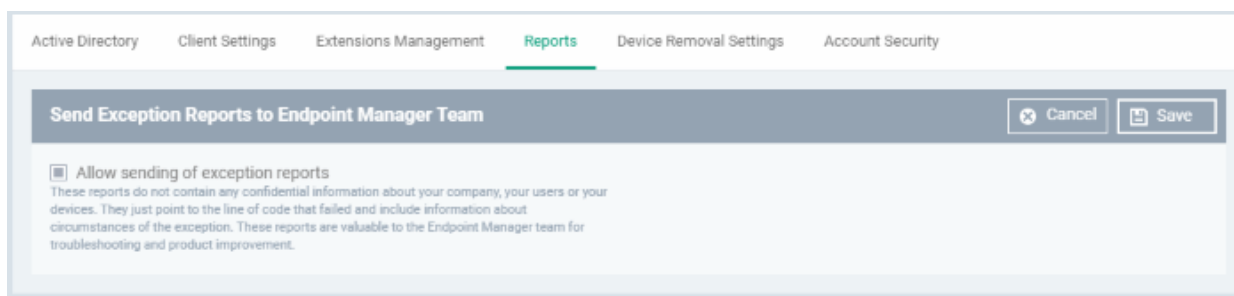 Active Directory Client Settings Extensions Management Reports Device Removal Settings Account Security
Send Exception Reports to Endpoint Manager Team Cancel Save
Allow sending of exception reports
These reports do not contain any confidential information about your company, your users or your
devices. They just point to the line of code that failed and include information about
circumstances of the exception. These reports are valuable to the Endpoint Manager team for
troubleshooting and product improvement.